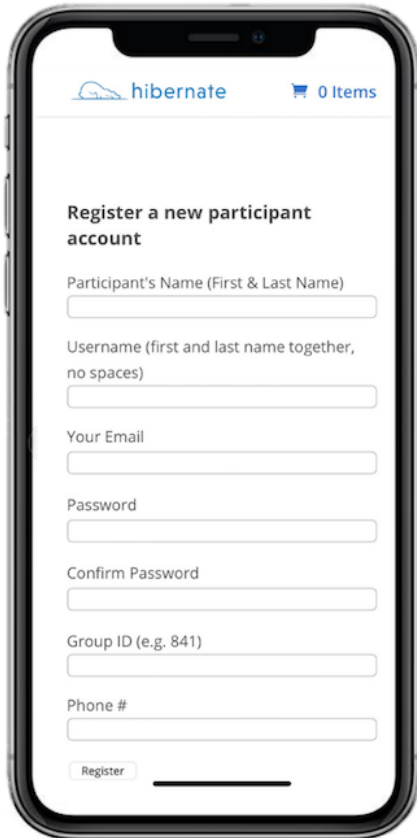 hibernate
0 Items
Register a new participant
account
Participant's Name (First & Last Name)
Username (first and last name together,
no spaces)
Your Email
Password
Confirm Password
Group ID (e.g. 841)
Phone #
Register